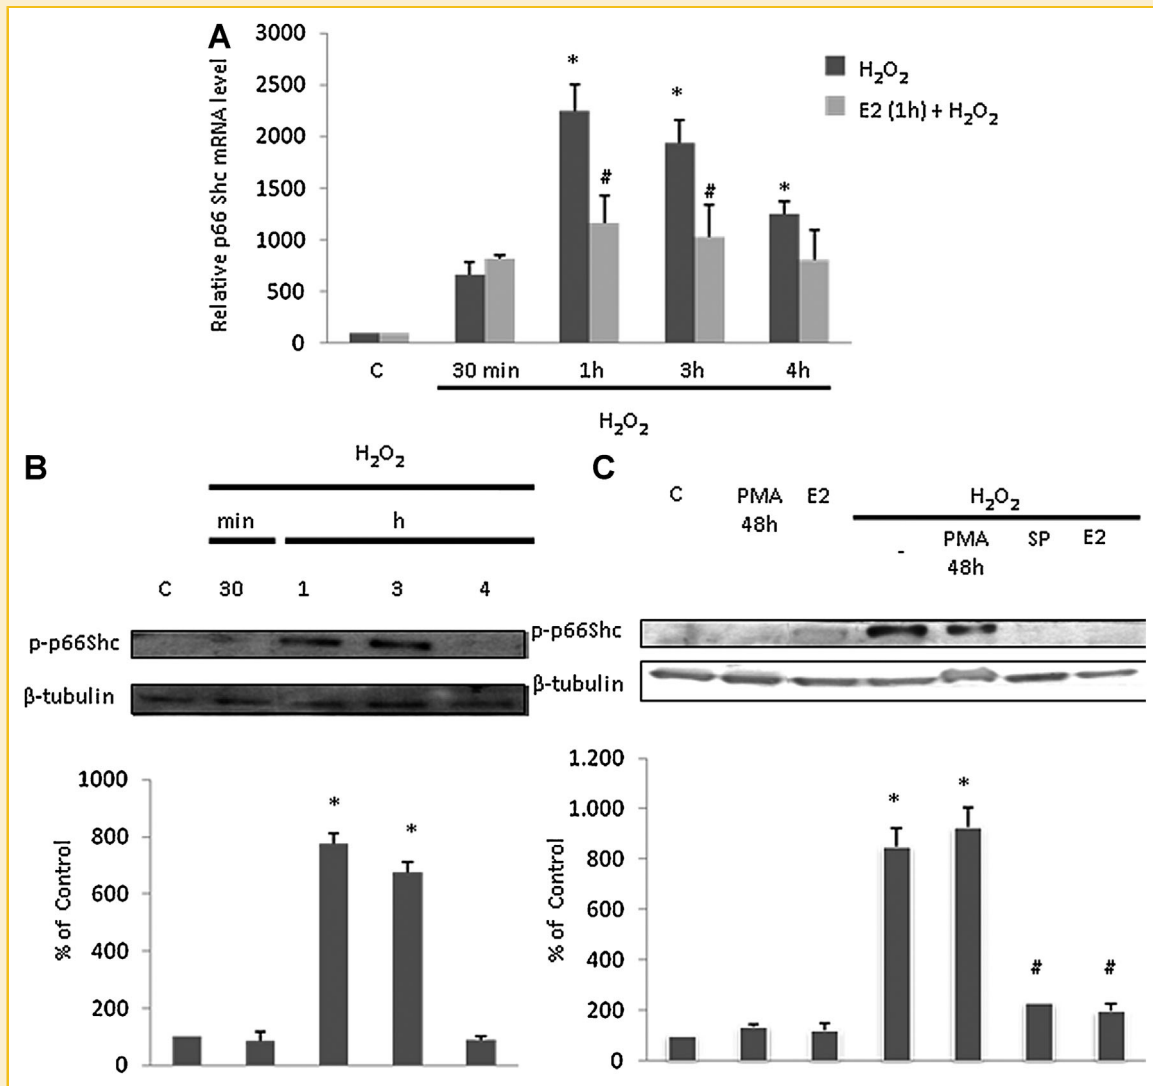 A
Relative p66 Shc mRNA level
3000
2500
2000
1500
1000
500
0
*
*
*
#
#
H₂O₂
E2 (1h) + H₂O₂
C 30 min 1h 3h 4h
H₂O₂
B
H₂O₂
min h
C 30 1 3 4
p-p66Shc
β-tubulin
% of Control
1000
800
600
400
200
0
*
*
C
C PMA 48h E2 H₂O₂
- PMA 48h SP E2
p-p66Shc
β-tubulin
% of Control
1.200
1.000
800
600
400
200
0
*
*
#
#